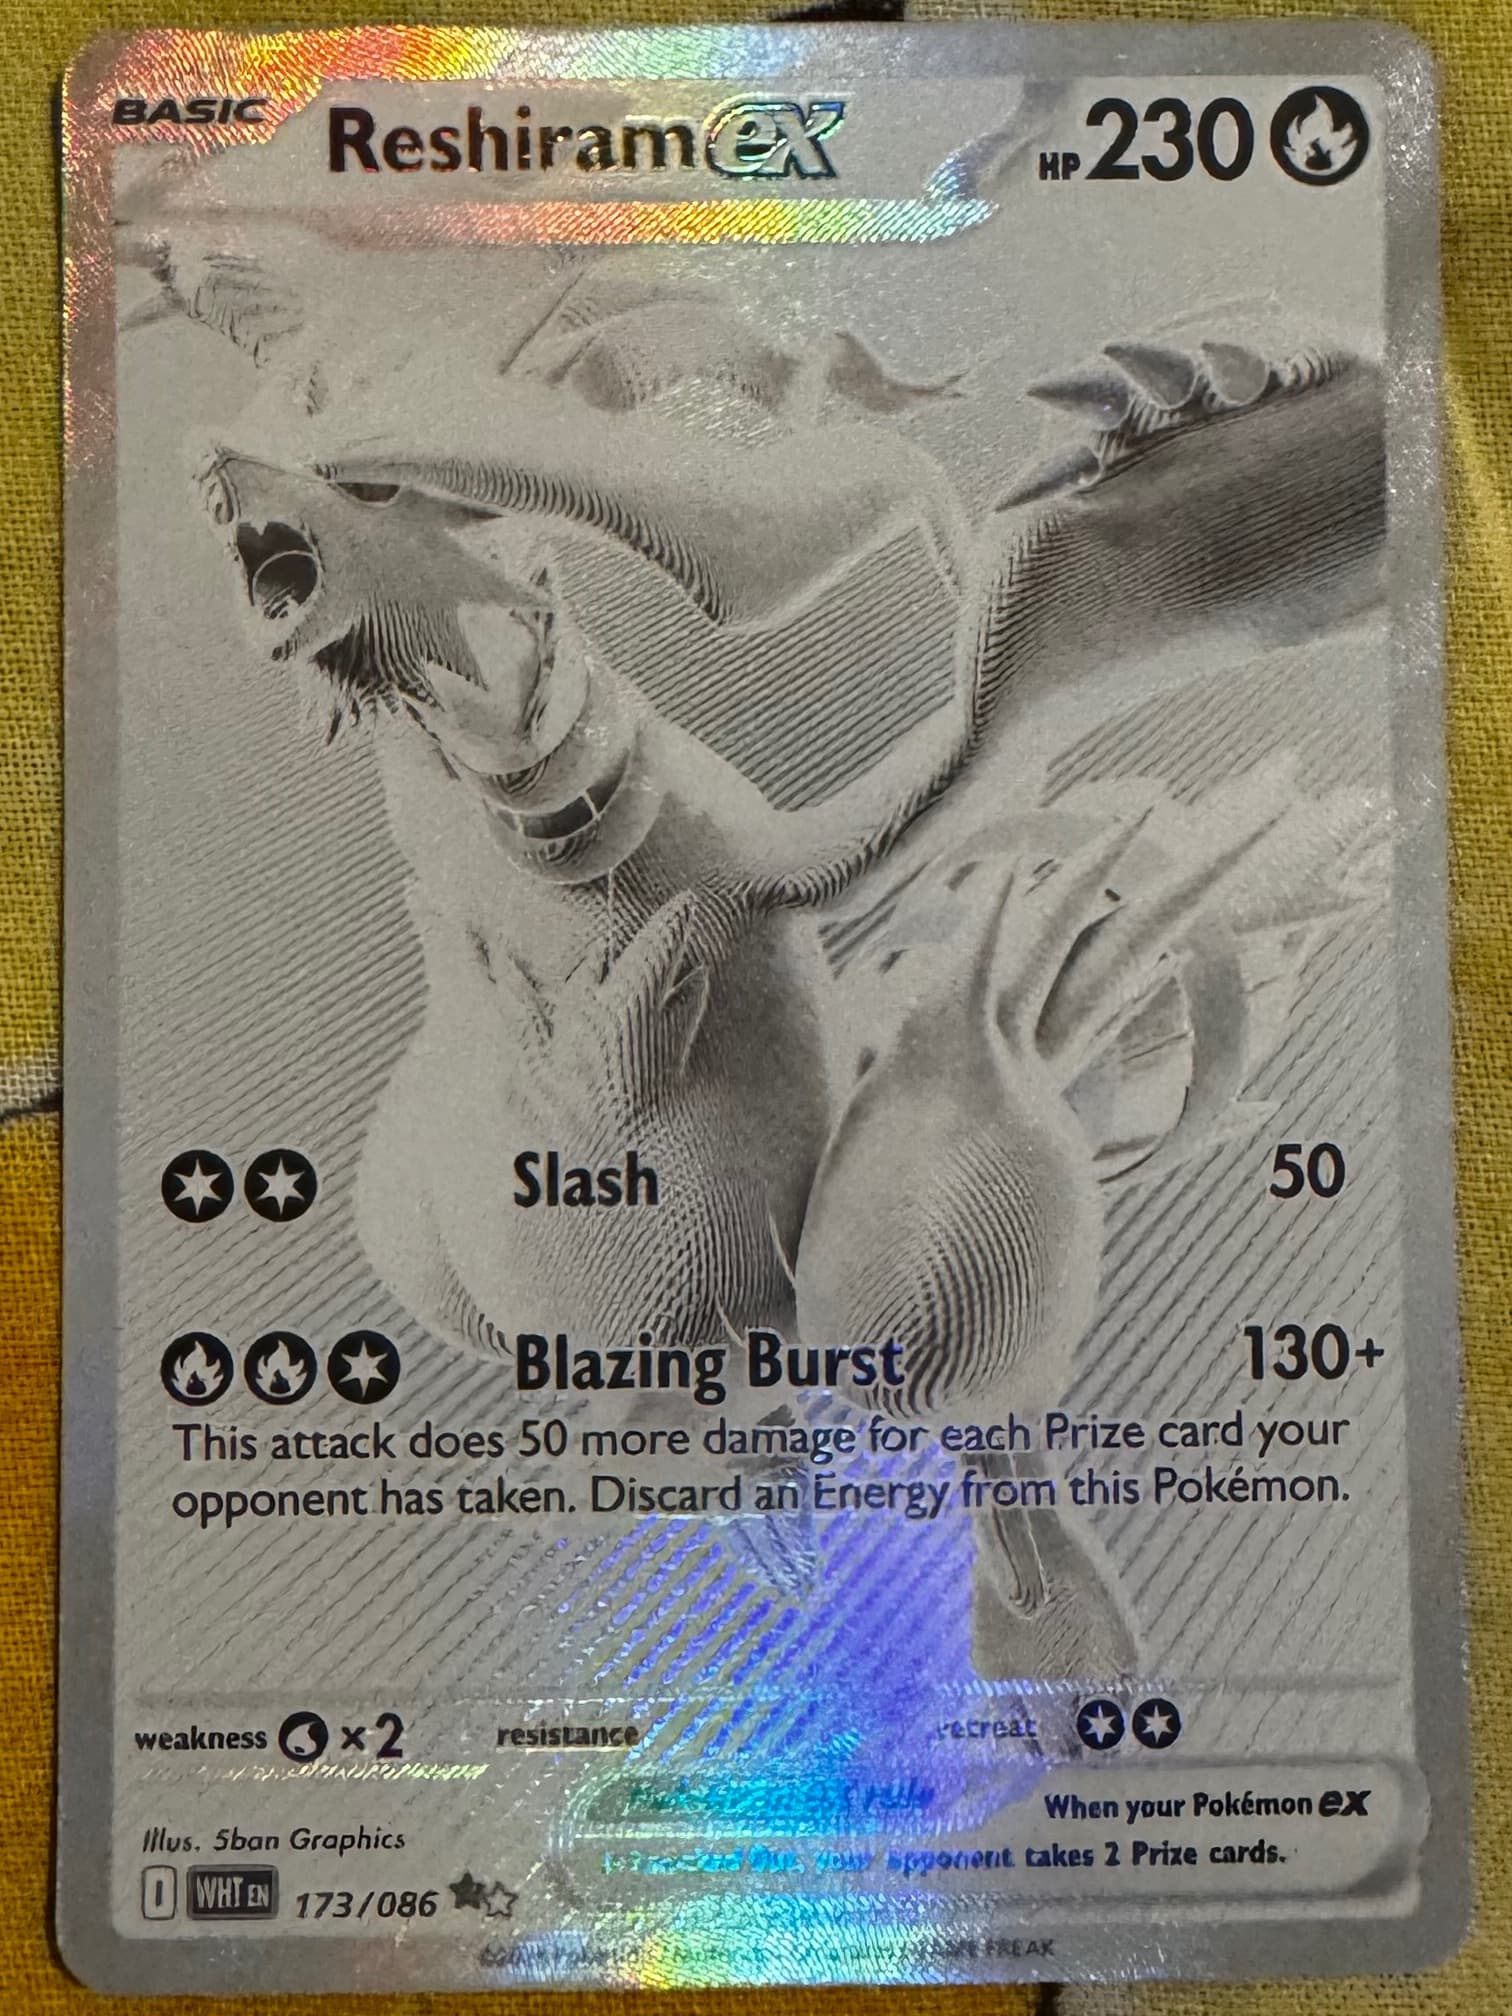 BASIC Reshiram ex HP 230
Slash 50
Blazing Burst 130+
This attack does 50 more damage for each Prize card your
opponent has taken. Discard an Energy from this Pokémon.
weakness ×2 resistance retreat
When your Pokémon ex
your opponent takes 2 Prize cards.
Illus. 5ban Graphics
I WHT EN 173/086
FREAK